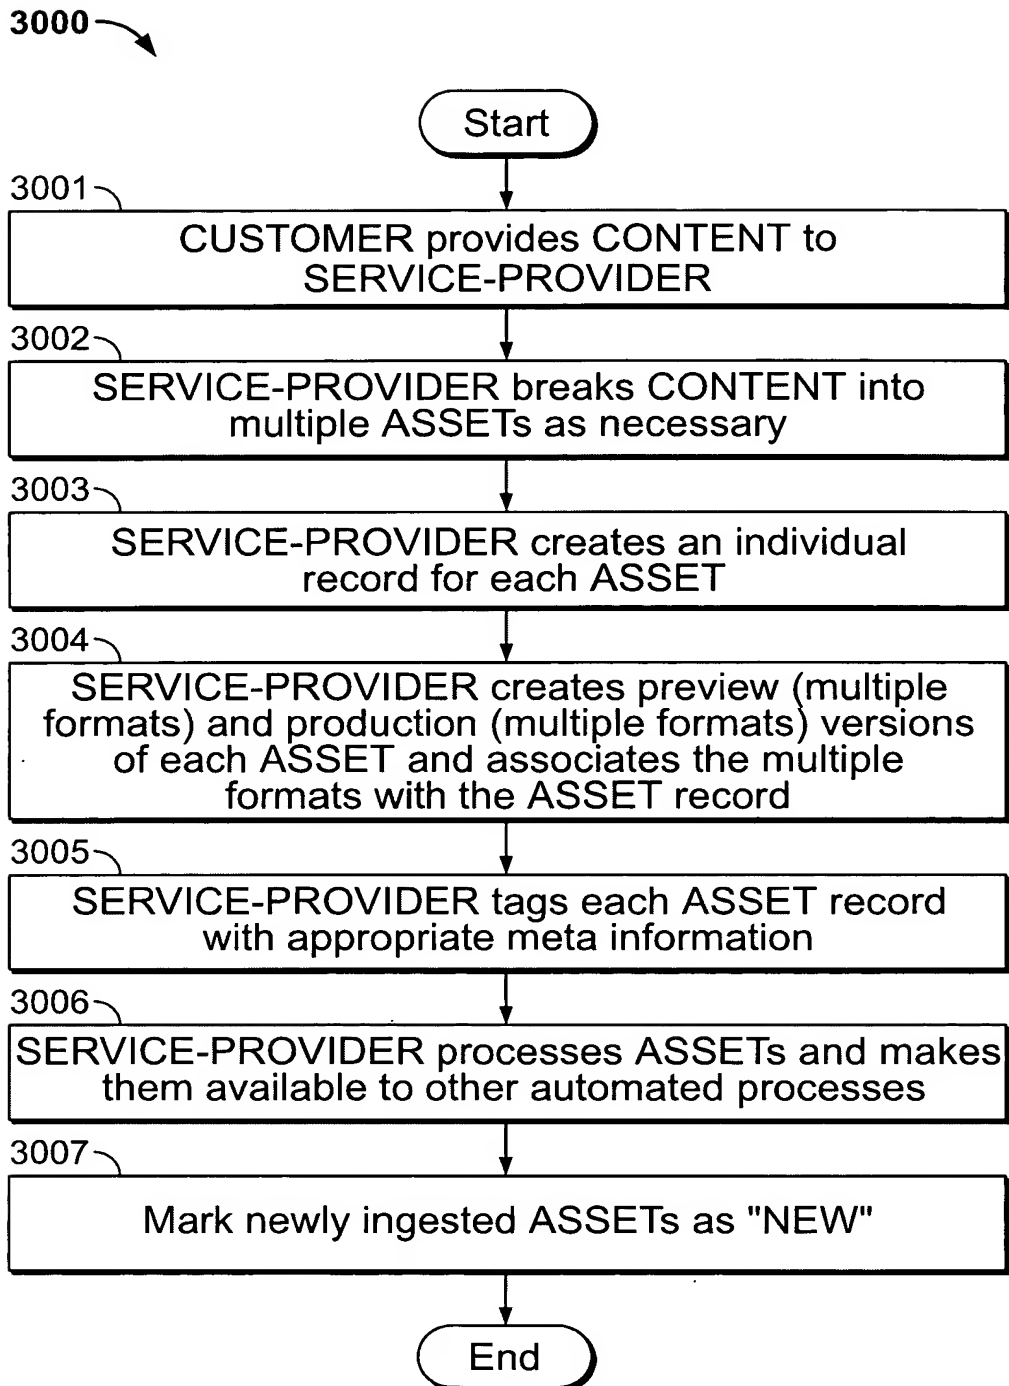 3000
Start
3001
CUSTOMER provides CONTENT to
SERVICE-PROVIDER
3002
SERVICE-PROVIDER breaks CONTENT into
multiple ASSETs as necessary
3003
SERVICE-PROVIDER creates an individual
record for each ASSET
3004
SERVICE-PROVIDER creates preview (multiple
formats) and production (multiple formats) versions
of each ASSET and associates the multiple
formats with the ASSET record
3005
SERVICE-PROVIDER tags each ASSET record
with appropriate meta information
3006
SERVICE-PROVIDER processes ASSETs and makes
them available to other automated processes
3007
Mark newly ingested ASSETs as "NEW"
End